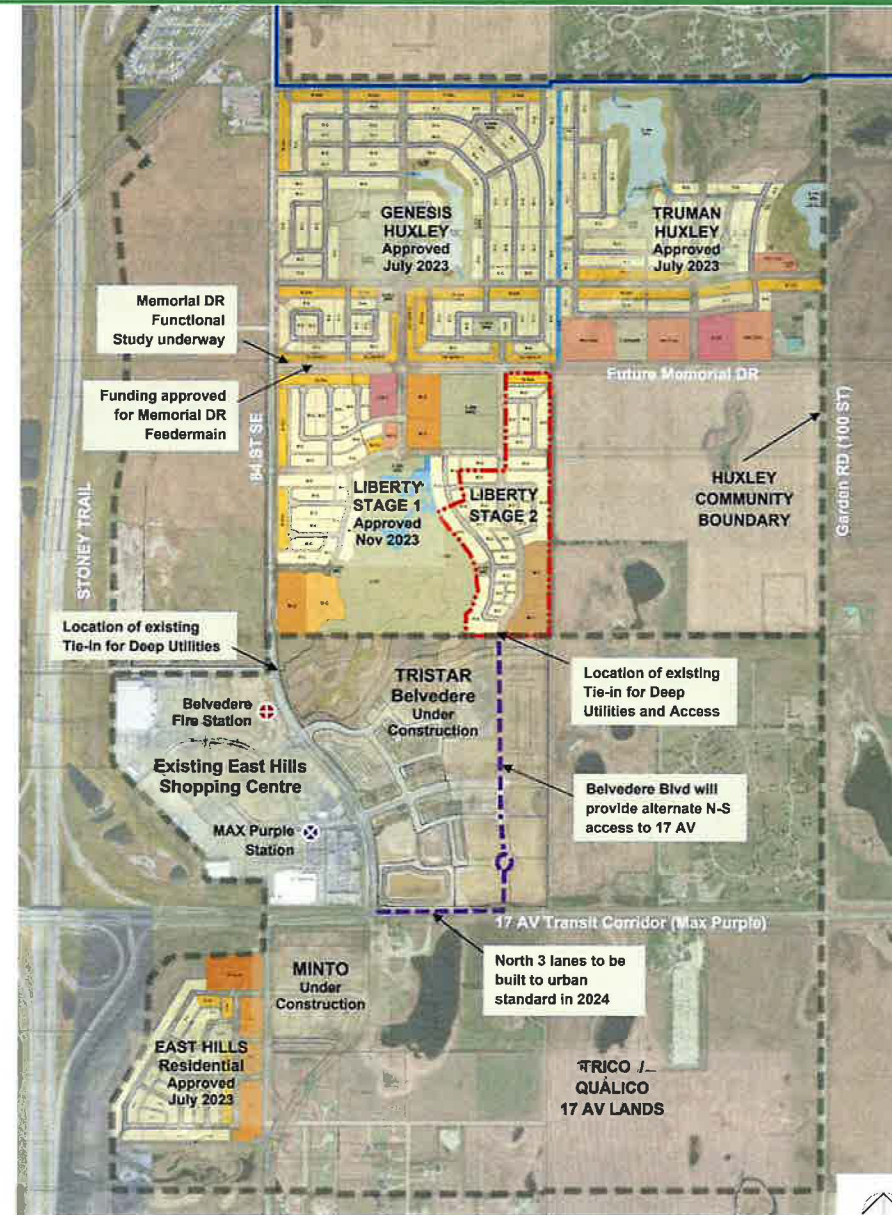 GENESIS
HUXLEY
Approved
July 2023
TRUMAN
HUXLEY
Approved
July 2023
Memorial DR
Functional
Study underway
Funding approved
for Memorial DR
Feedermain
84 ST SE
STONEY TRAIL
Future Memorial DR
Garden RD (100 ST)
HUXLEY
COMMUNITY
BOUNDARY
LIBERTY
STAGE 1
Approved
Nov 2023
LIBERTY
STAGE 2
Location of existing
Tie-in for Deep Utilities
TRISTAR
Belvedere
Under
Construction
Location of existing
Tie-in for Deep
Utilities and Access
Belvedere
Fire Station
Existing East Hills
Shopping Centre
MAX Purple
Station
Belvedere Blvd will
provide alternate N-S
access to 17 AV
17 AV Transit Corridor (Max Purple)
North 3 lanes to be
built to urban
standard in 2024
MINTO
Under
Construction
EAST HILLS
Residential
Approved
July 2023
TRICO /
QUALICO
17 AV LANDS